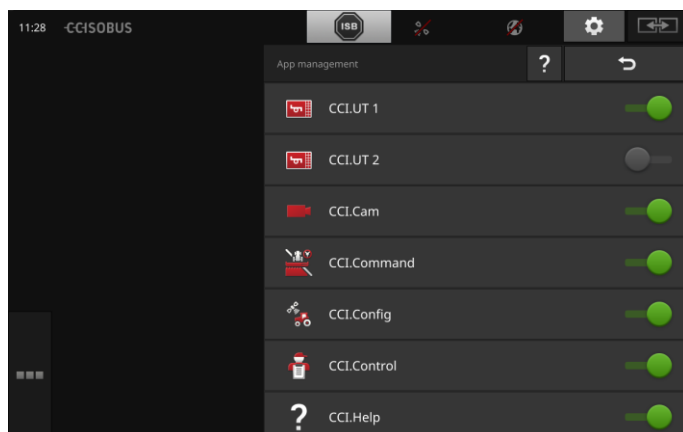 11:28
CCISOBUS
ISB
App management
?
CCI.UT 1
CCI.UT 2
CCI.Cam
CCI.Command
CCI.Config
CCI.Control
?
CCI.Help